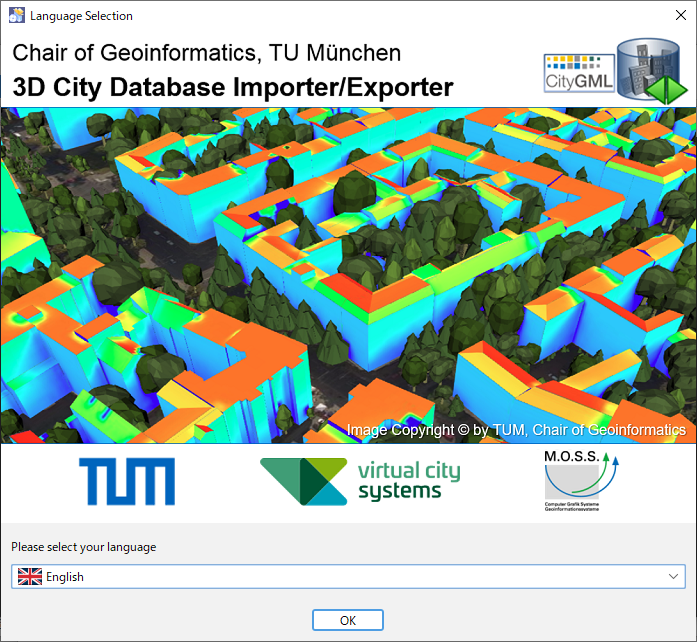 Language Selection
Chair of Geoinformatics, TU München
3D City Database Importer/Exporter
CityGML
Image Copyright © by TUM, Chair of Geoinformatics
TUM
virtual city
systems
M.O.S.S.
Computer Grafik Systeme
Geoinformationssysteme
Please select your language
English
OK